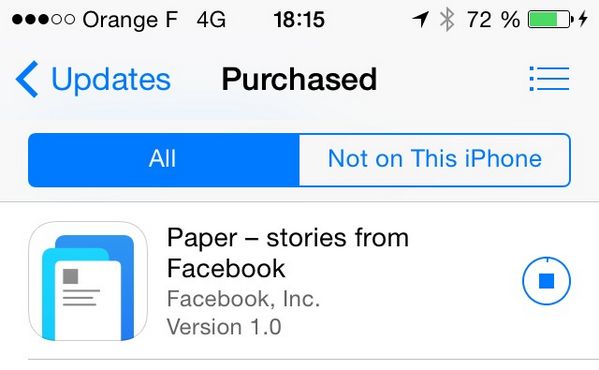 Orange F 4G 18:15 72 %
Updates Purchased
All Not on This iPhone
Paper – stories from
Facebook
Facebook, Inc.
Version 1.0